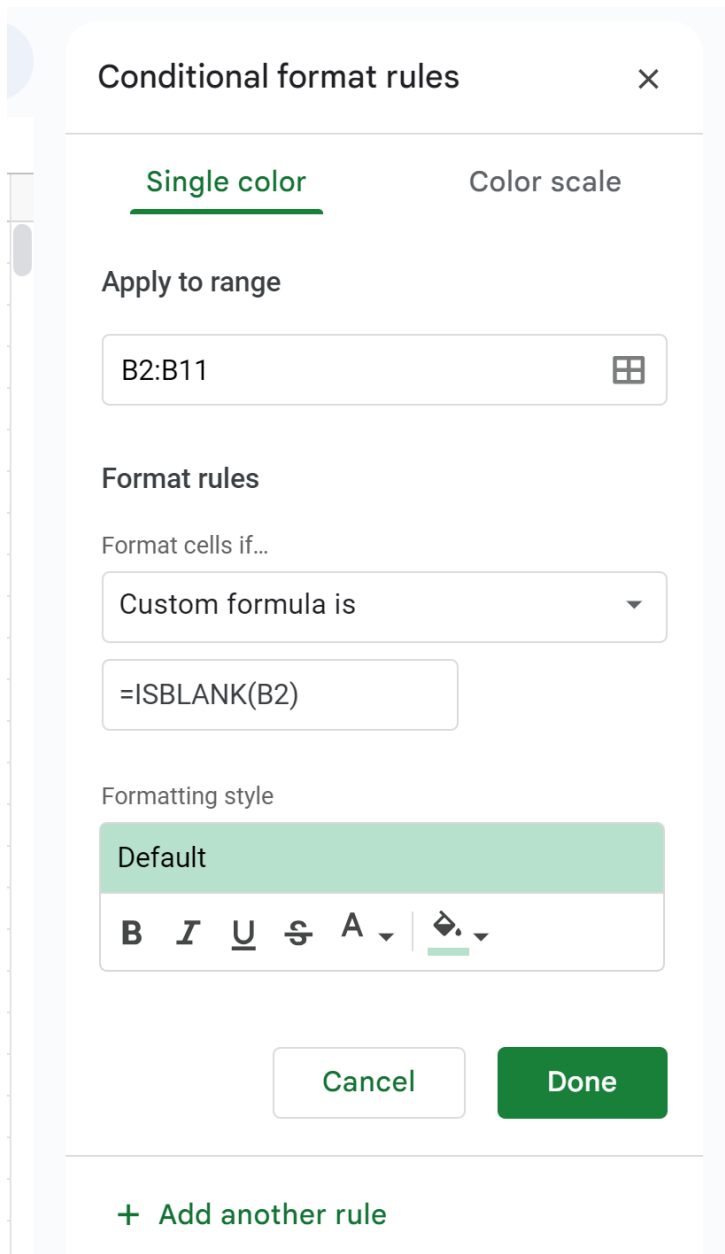 Conditional format rules
Single color
Color scale
Apply to range
B2:B11
Format rules
Format cells if…
Custom formula is
=ISBLANK(B2)
Formatting style
Default
B I U S A
Cancel
Done
+ Add another rule